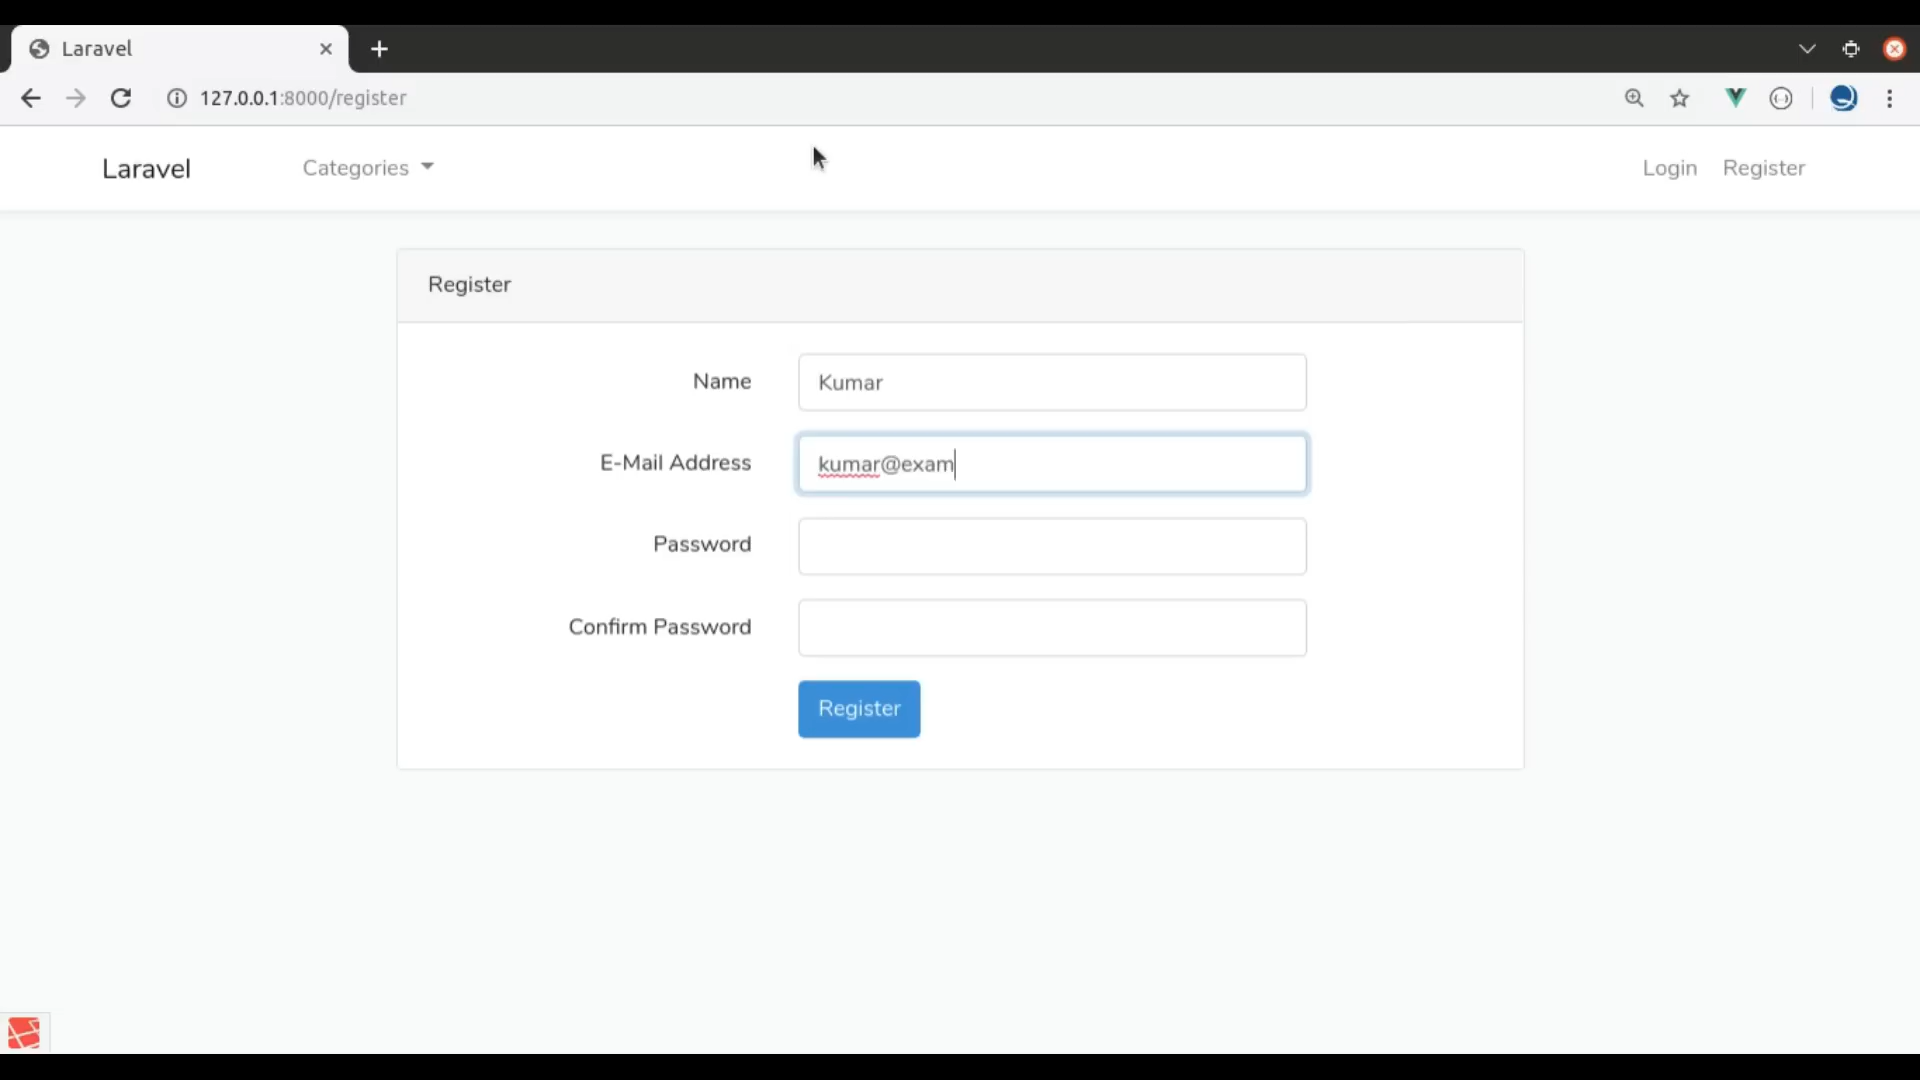 Laravel
127.0.0.1:8000/register
Laravel Categories Login Register
Register
Name Kumar
E-Mail Address kumar@exam
Password
Confirm Password
Register